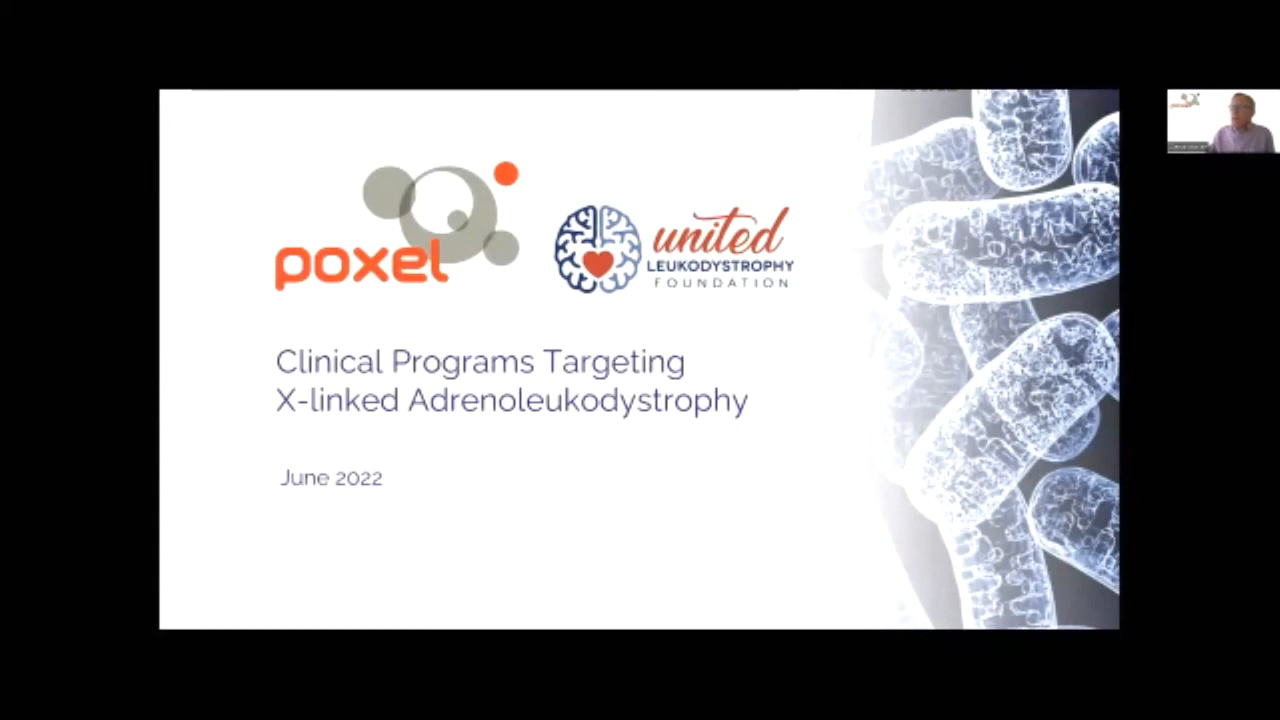 poxel
united
LEUKODYSTROPHY
FOUNDATION
Clinical Programs Targeting
X-linked Adrenoleukodystrophy
June 2022